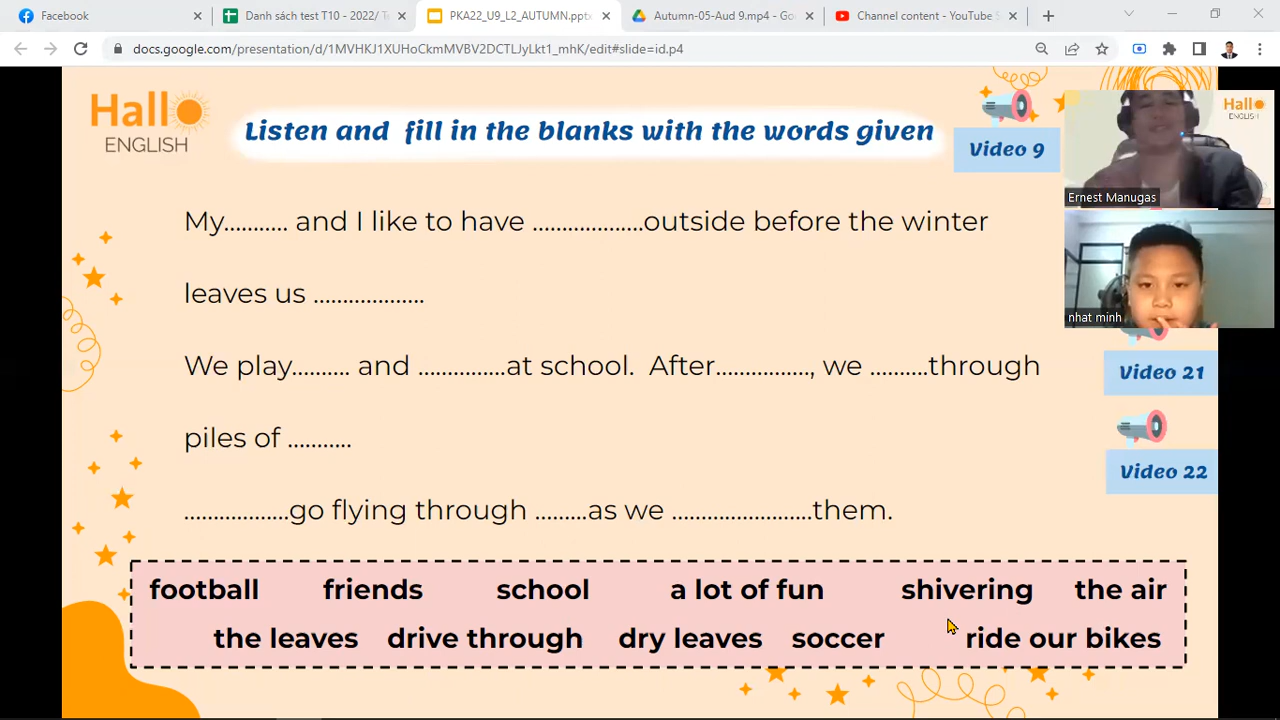 Facebook
Danh sách test T10 - 2022/ T
PKA22_U9_L2_AUTUMN.ppt
Autumn-05-Aud 9.mp4 - Go
Channel content - YouTube S
docs.google.com/presentation/d/1MVHKJ1XUHoCkmMVBV2DCTLJyLkt1_mhK/edit#slide=id.p4
Hallo
ENGLISH
Listen and fill in the blanks with the words given
Video 9
Hallo
ENGLISH
Ernest Manugas
My........... and I like to have ...................outside before the winter
leaves us ...................
nhat minh
We play.......... and ...............at school. After................, we ..........through
Video 21
piles of ...........
Video 22
..................go flying through .........as we ........................them.
football friends school a lot of fun shivering the air
the leaves drive through dry leaves soccer ride our bikes